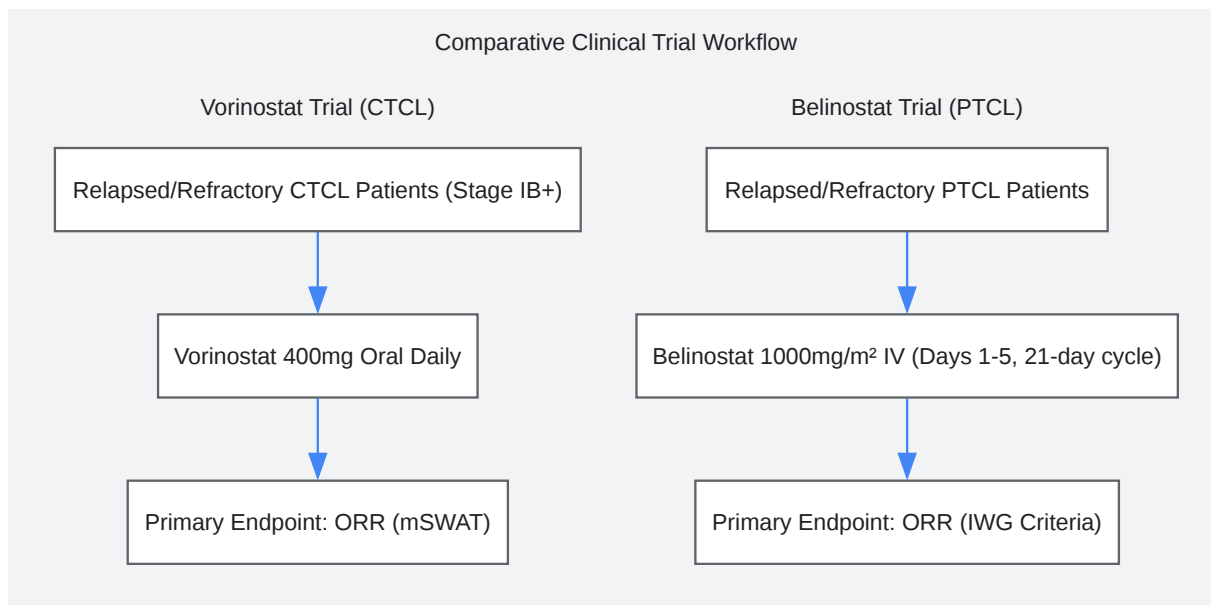 Comparative Clinical Trial Workflow
Vorinostat Trial (CTCL)
Relapsed/Refractory CTCL Patients (Stage IB+)
Vorinostat 400mg Oral Daily
Primary Endpoint: ORR (mSWAT)
Belinostat Trial (PTCL)
Relapsed/Refractory PTCL Patients
Belinostat 1000mg/m² IV (Days 1-5, 21-day cycle)
Primary Endpoint: ORR (IWG Criteria)